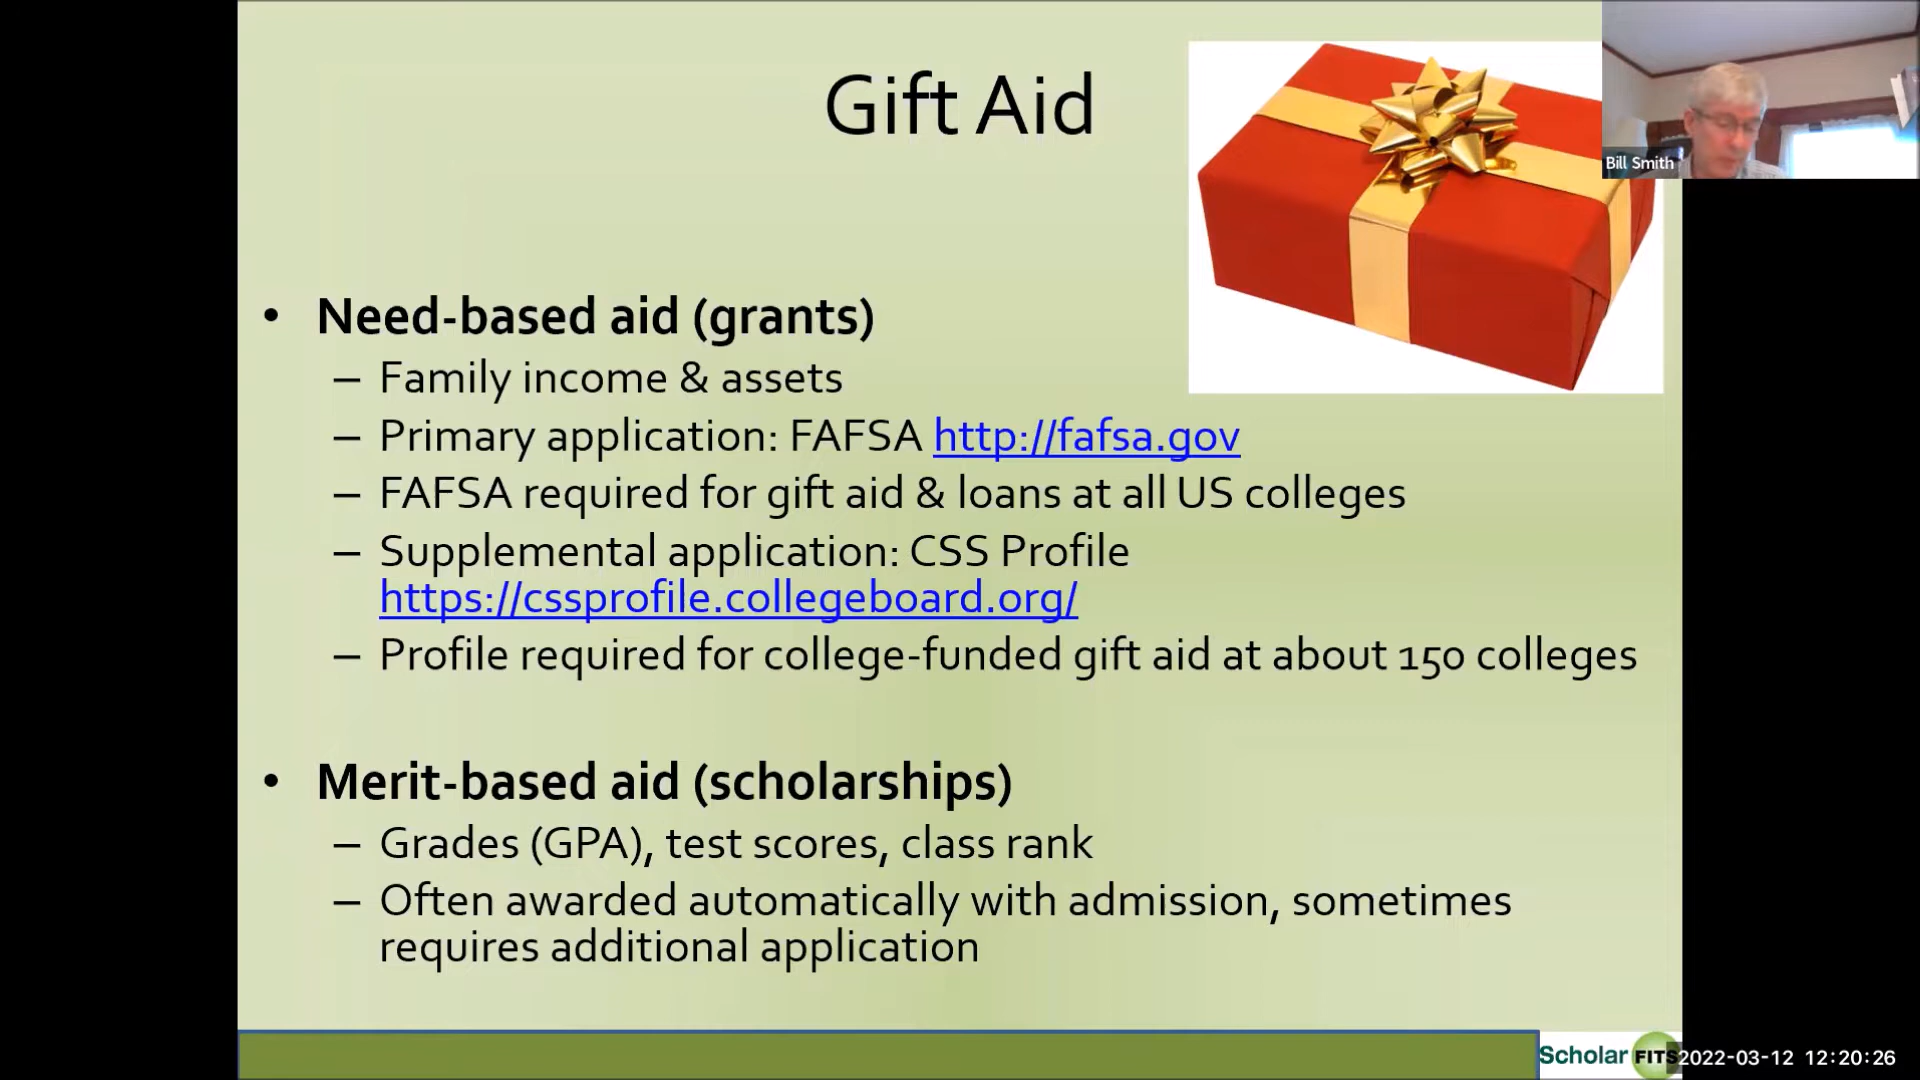 Gift Aid
Bill Smith
• Need-based aid (grants)
– Family income & assets
– Primary application: FAFSA http://fafsa.gov
– FAFSA required for gift aid & loans at all US colleges
– Supplemental application: CSS Profile
https://cssprofile.collegeboard.org/
– Profile required for college-funded gift aid at about 150 colleges
• Merit-based aid (scholarships)
– Grades (GPA), test scores, class rank
– Often awarded automatically with admission, sometimes
requires additional application
Scholar FITS
2022-03-12 12:20:26